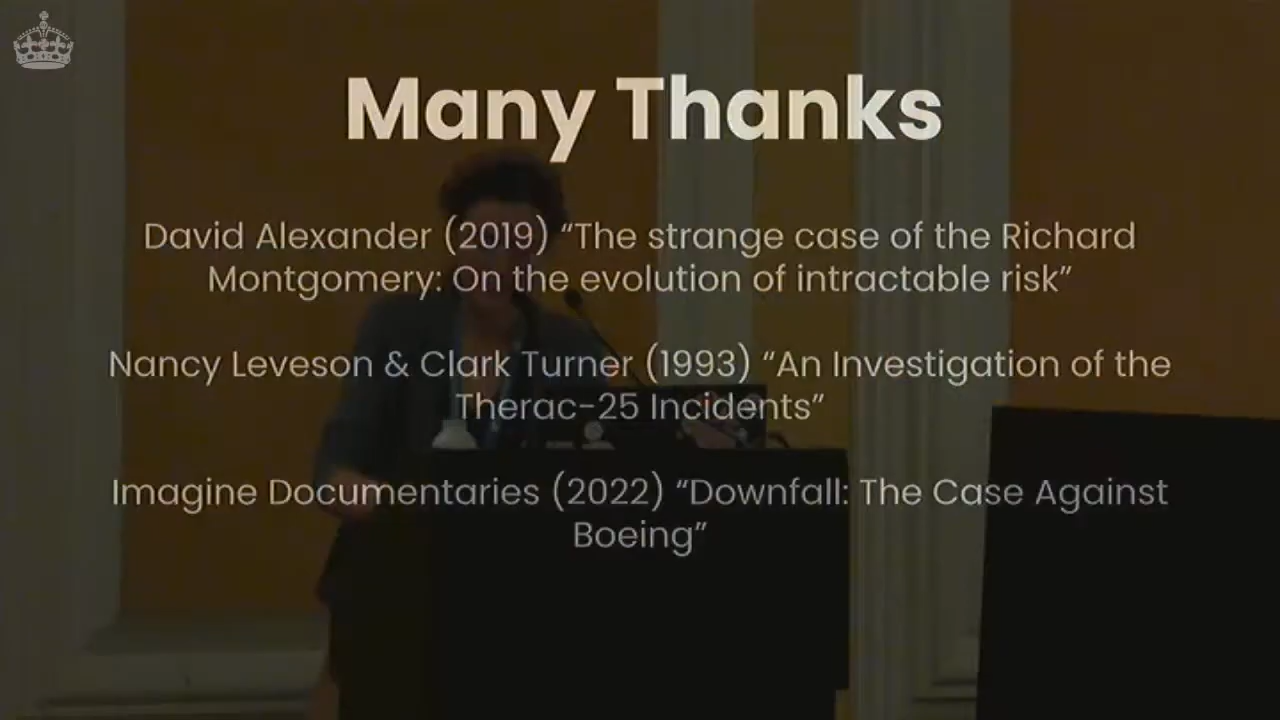 Many Thanks
David Alexander (2019) “The strange case of the Richard
Montgomery: On the evolution of intractable risk”
Nancy Leveson & Clark Turner (1993) “An Investigation of the
Therac-25 Incidents”
Imagine Documentaries (2022) “Downfall: The Case Against
Boeing”